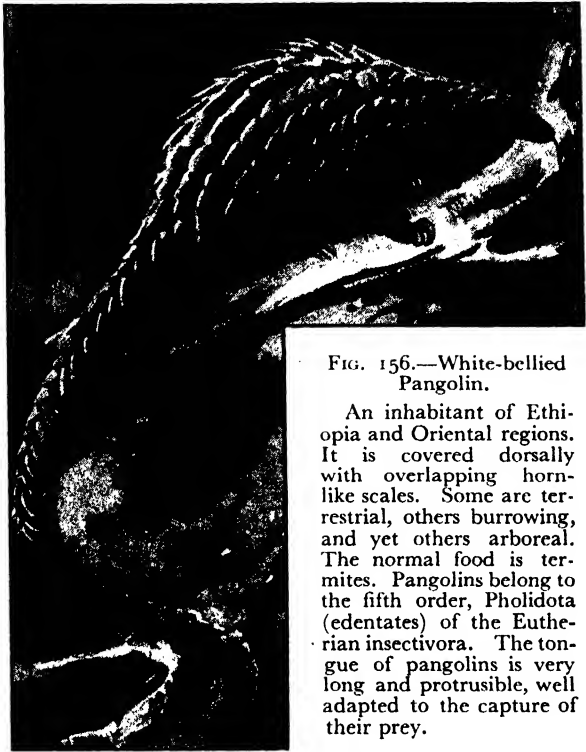 FIG. 156.—White-bellied
Pangolin.
An inhabitant of Ethi-
opia and Oriental regions.
It is covered dorsally
with overlapping horn-
like scales. Some are ter-
restrial, others burrowing,
and yet others arboreal.
The normal food is ter-
mites. Pangolins belong to
the fifth order, Pholidota
(edentates) of the Euthe-
rian insectivora. The ton-
gue of pangolins is very
long and protrusible, well
adapted to the capture of
their prey.